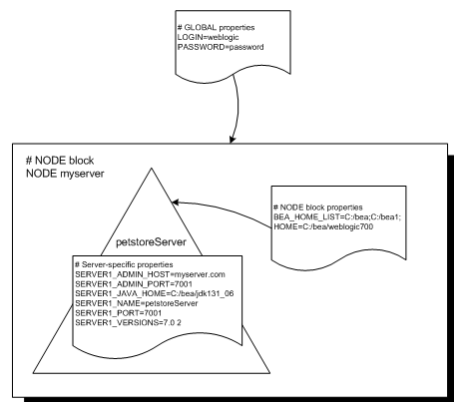 # GLOBAL properties
LOGIN=weblogic
PASSWORD=password
# NODE block
NODE myserver
# NODE block properties
BEA_HOME_LIST=C:/bea;C:/bea1;
HOME=C:/bea/weblogic700
petstoreServer
# Server-specific properties
SERVER1_ADMIN_HOST=myserver.com
SERVER1_ADMIN_PORT=7001
SERVER1_JAVA_HOME=C:/bea/jdk131_06
SERVER1_NAME=petstoreServer
SERVER1_PORT=7001
SERVER1_VERSIONS=7.0 2